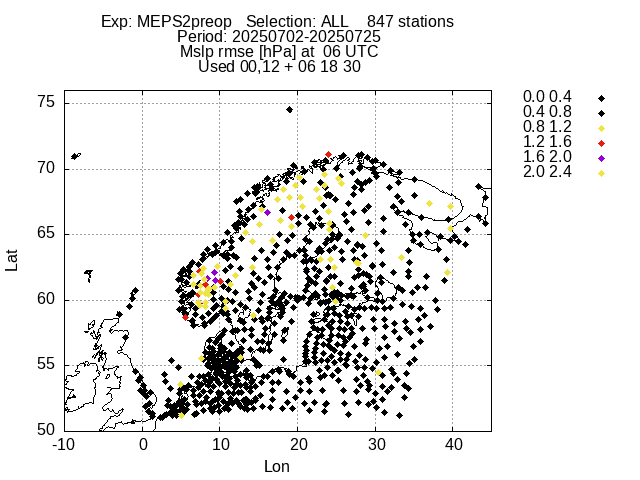 Exp: MEPS2preop   Selection: ALL    847 stations
Period: 20250702-20250725
Mslp rmse [hPa] at  06 UTC
Used 00,12 + 06 18 30
0.0 0.4
0.4 0.8
0.8 1.2
1.2 1.6
1.6 2.0
2.0 2.4
75
70
65
60
55
50
Lat
-10 0 10 20 30 40
Lon